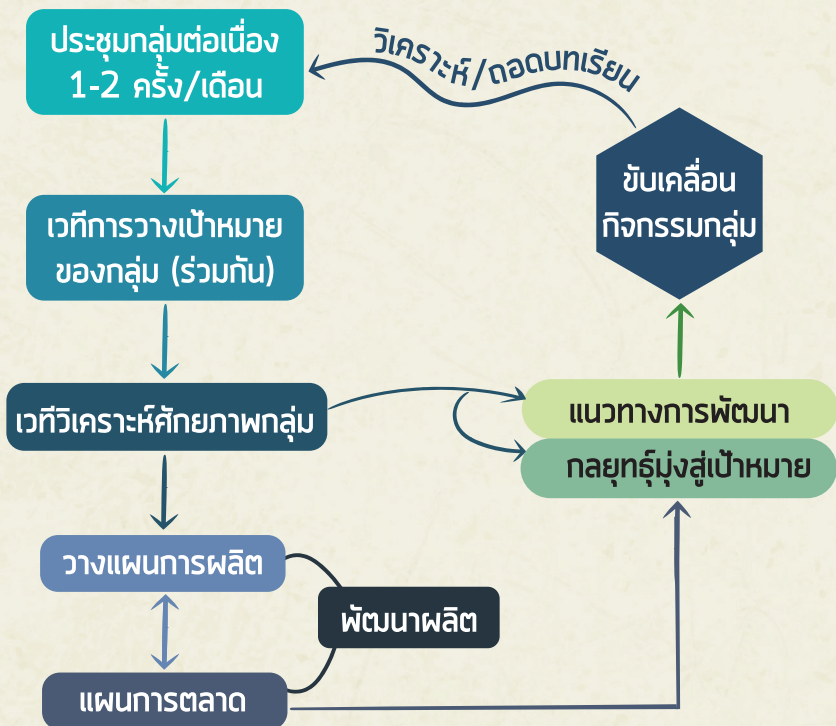 ประชุมกลุ่มต่อเนื่อง
1-2 ครั้ง/เดือน
วิเคราะห์/ถอดบทเรียน
ขับเคลื่อน
กิจกรรมกลุ่ม
เวทีการวางเป้าหมาย
ของกลุ่ม (ร่วมกัน)
เวทีวิเคราะห์ศักยภาพกลุ่ม
แนวทางการพัฒนา
กลยุทธ์มุ่งสู่เป้าหมาย
วางแผนการผลิต
พัฒนาผลิต
แผนการตลาด